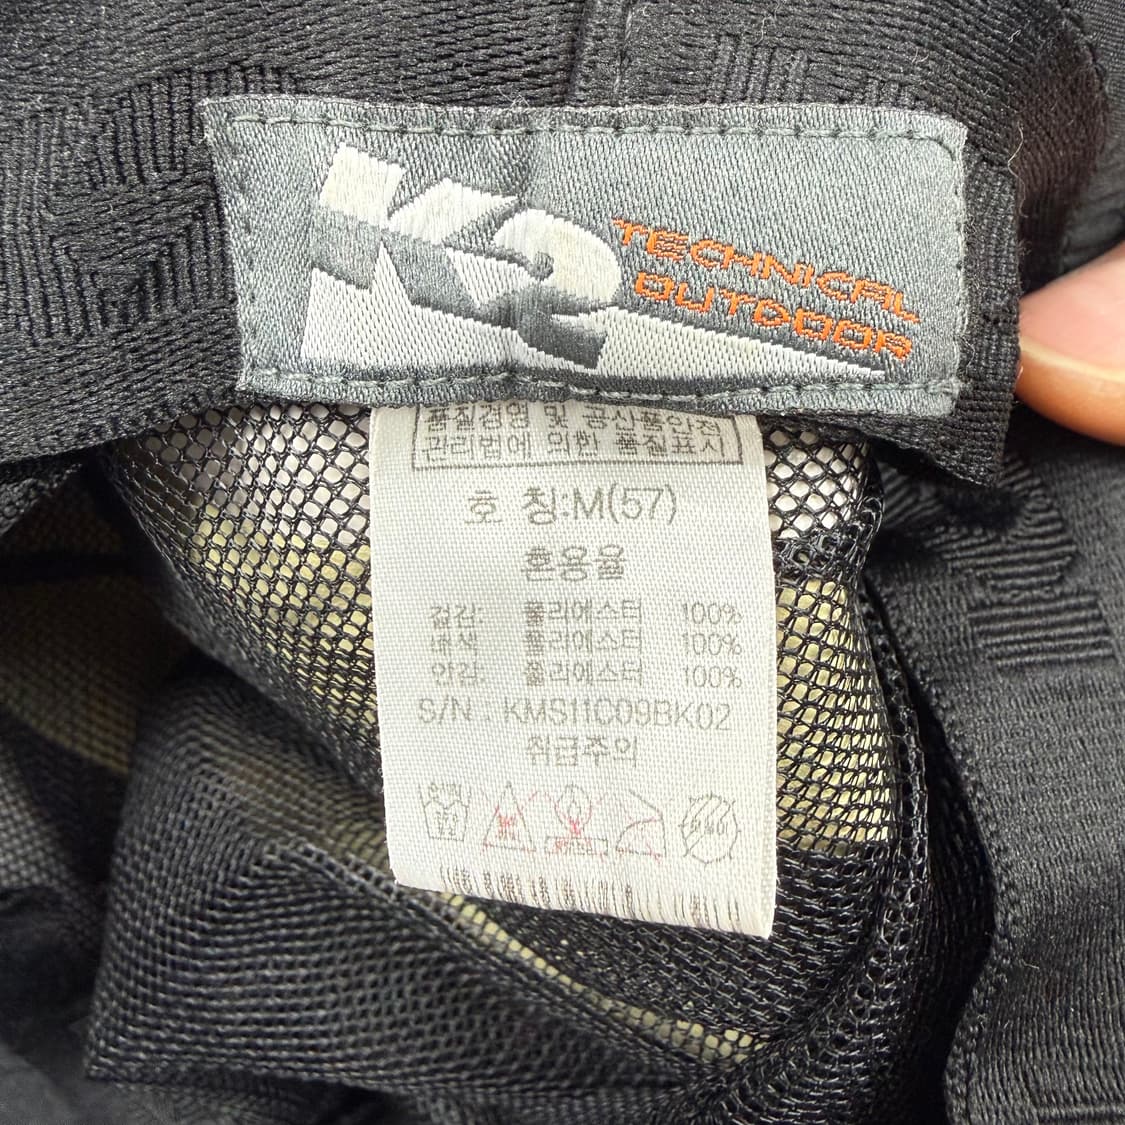 K2
TECHNICAL
OUTDOOR
품질경영 및 공산품안전
관리법에 의한 품질표시
호 칭:M(57)
혼용율
겉감: 폴리에스터 100%
배색 폴리에스터 100%
안감: 폴리에스터 100%
S/N . KMS11C09BK02
취급주의